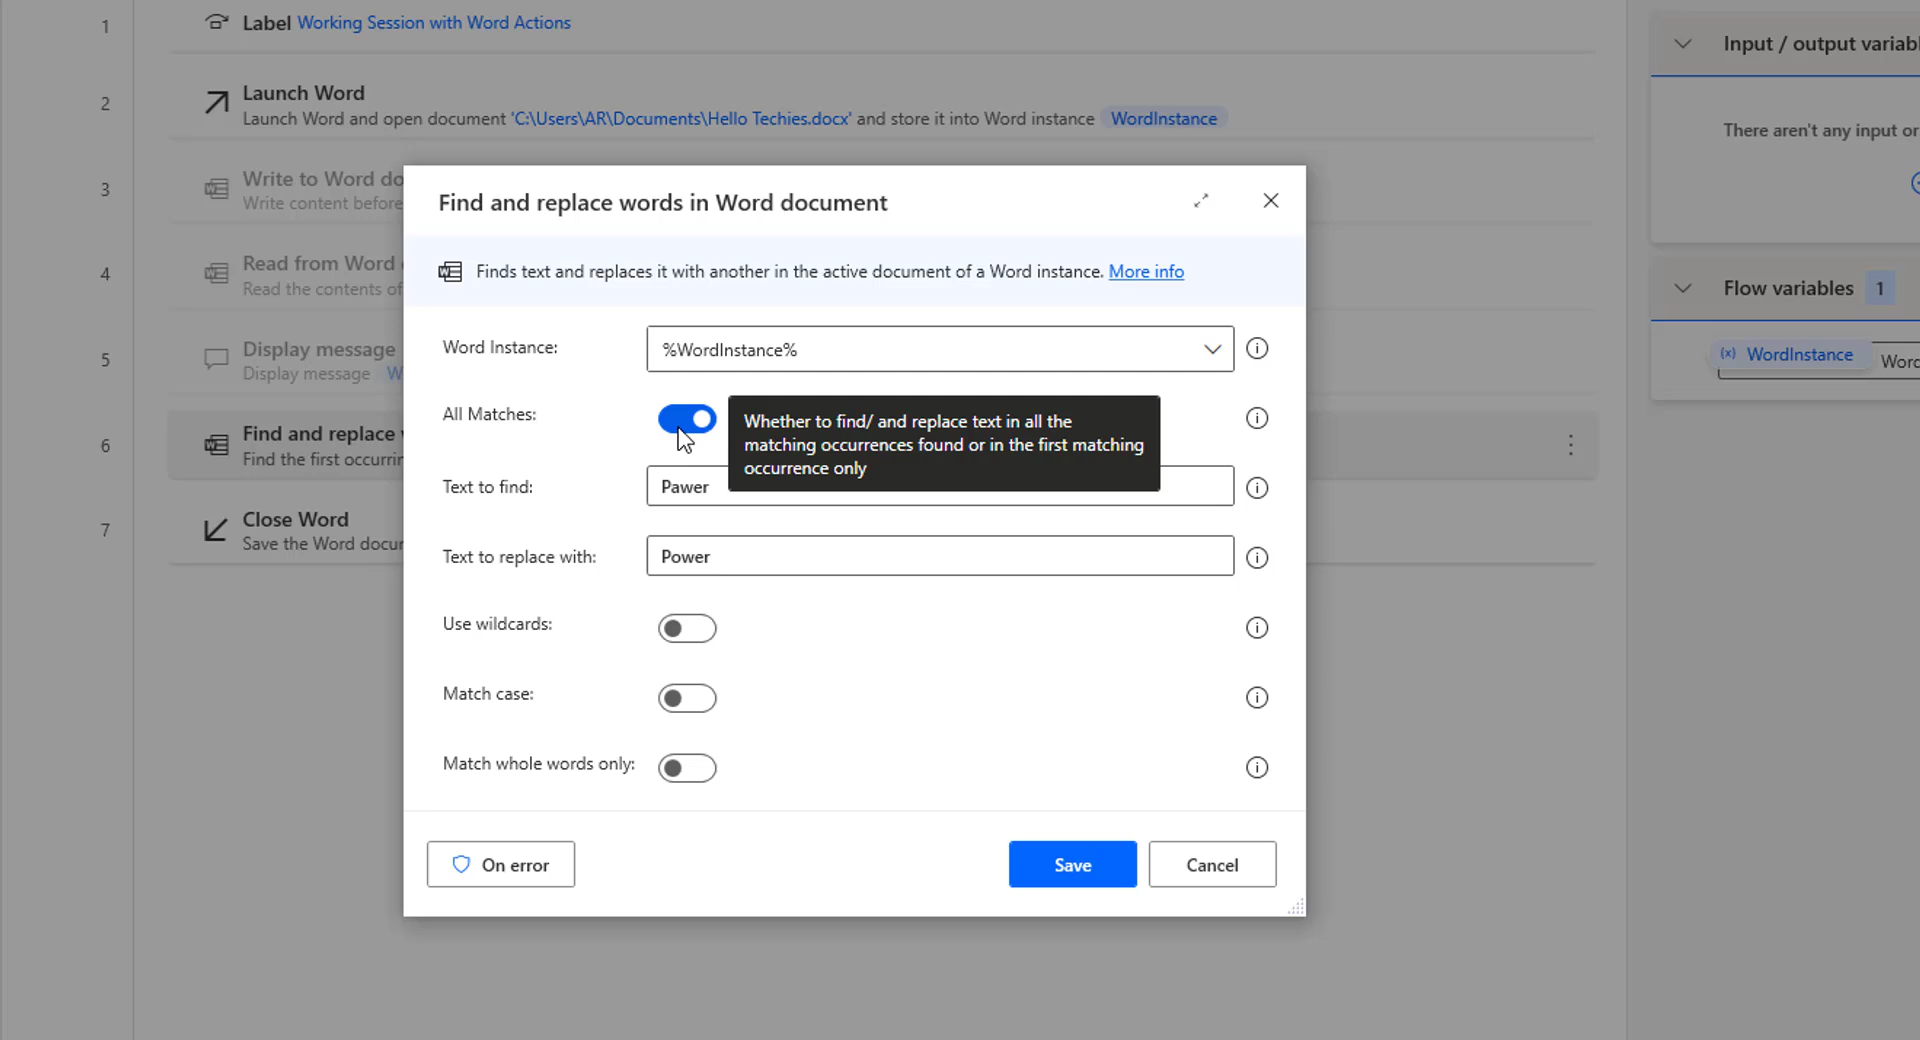 1
Label Working Session with Word Actions
2
Launch Word
Launch Word and open document 'C:\Users\AR\Documents\Hello Techies.docx' and store it into Word instance WordInstance
3
Write to Word do
Write content before
4
Read from Word
Read the contents of
5
Display message
Display message W
6
Find and replace
Find the first occurrin
7
Close Word
Save the Word docu
Find and replace words in Word document
Finds text and replaces it with another in the active document of a Word instance. More info
Word Instance:
%WordInstance%
All Matches:
Whether to find/ and replace text in all the
matching occurrences found or in the first matching
occurrence only
Text to find:
Pawer
Text to replace with:
Power
Use wildcards:
Match case:
Match whole words only:
On error
Save
Cancel
Input / output variabl
There aren't any input or
Flow variables 1
(x) WordInstance
Word